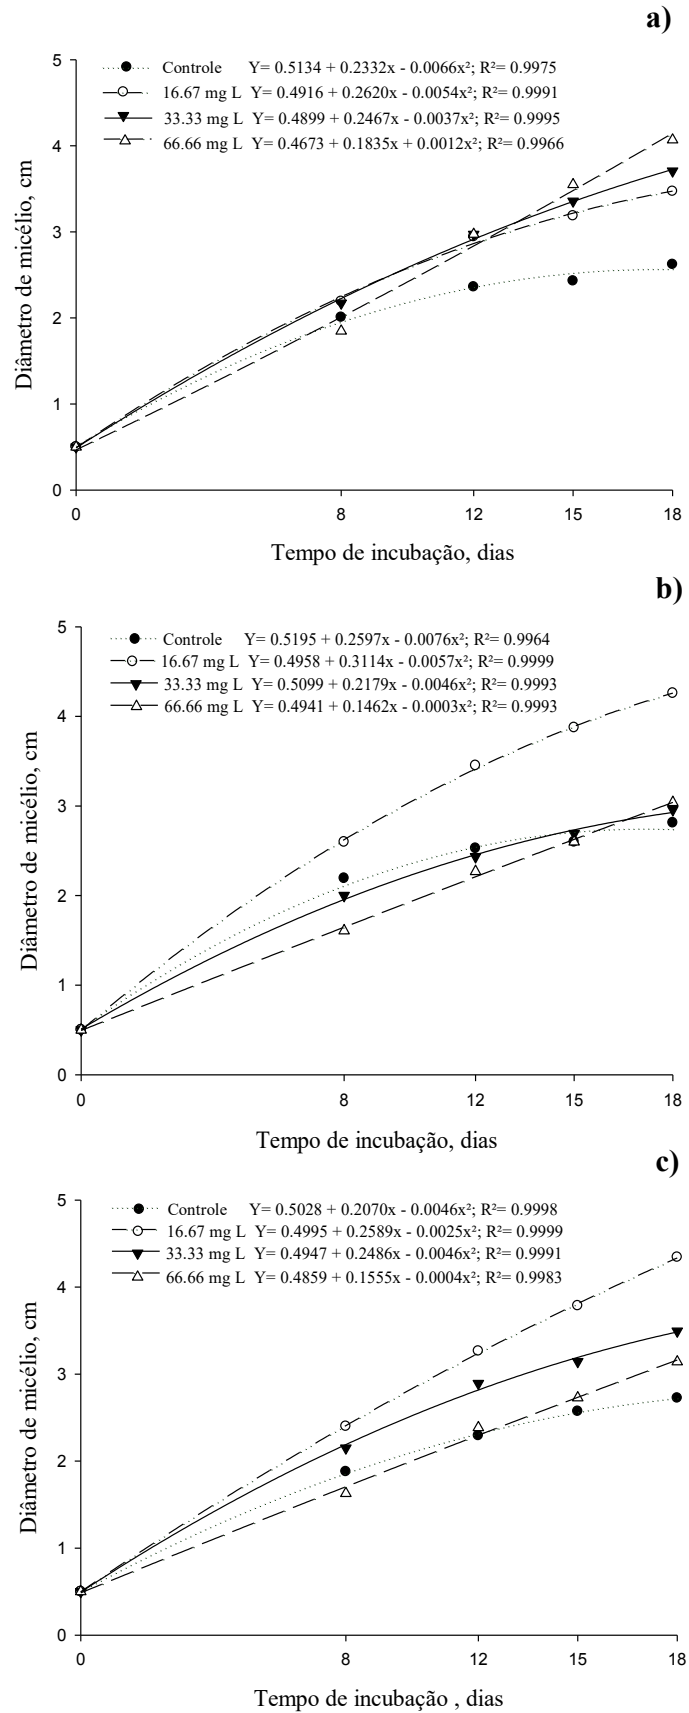 a)
5
Controle Y= 0.5134 + 0.2332x - 0.0066x²; R²= 0.9975
16.67 mg L Y= 0.4916 + 0.2620x - 0.0054x²; R²= 0.9991
33.33 mg L Y= 0.4899 + 0.2467x - 0.0037x²; R²= 0.9995
66.66 mg L Y= 0.4673 + 0.1835x + 0.0012x²; R²= 0.9966
4
3
2
1
0
Diâmetro de micélio, cm
0 8 12 15 18
Tempo de incubação, dias
b)
5
Controle Y= 0.5195 + 0.2597x - 0.0076x²; R²= 0.9964
16.67 mg L Y= 0.4958 + 0.3114x - 0.0057x²; R²= 0.9999
33.33 mg L Y= 0.5099 + 0.2179x - 0.0046x²; R²= 0.9993
66.66 mg L Y= 0.4941 + 0.1462x - 0.0003x²; R²= 0.9993
4
3
2
1
0
Diâmetro de micélio, cm
0 8 12 15 18
Tempo de incubação, dias
c)
5
Controle Y= 0.5028 + 0.2070x - 0.0046x²; R²= 0.9998
16.67 mg L Y= 0.4995 + 0.2589x - 0.0025x²; R²= 0.9999
33.33 mg L Y= 0.4947 + 0.2486x - 0.0046x²; R²= 0.9991
66.66 mg L Y= 0.4859 + 0.1555x - 0.0004x²; R²= 0.9983
4
3
2
1
0
Diâmetro de micélio, cm
0 8 12 15 18
Tempo de incubação , dias